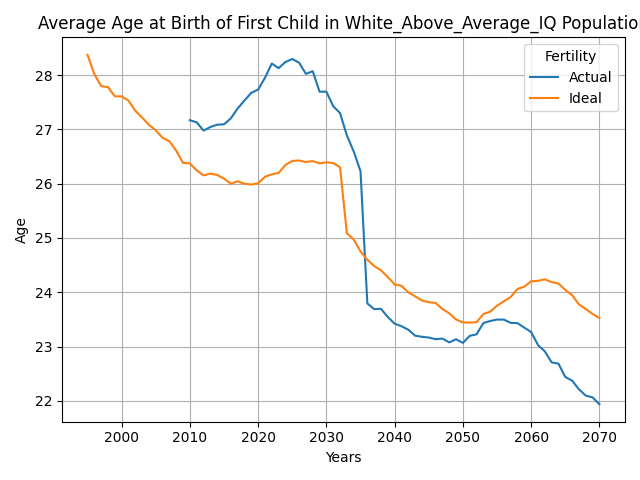 Average Age at Birth of First Child in White_Above_Average_IQ Population
Fertility
Actual
Ideal
28
27
26
25
24
23
22
Age
2000
2010
2020
2030
2040
2050
2060
2070
Years